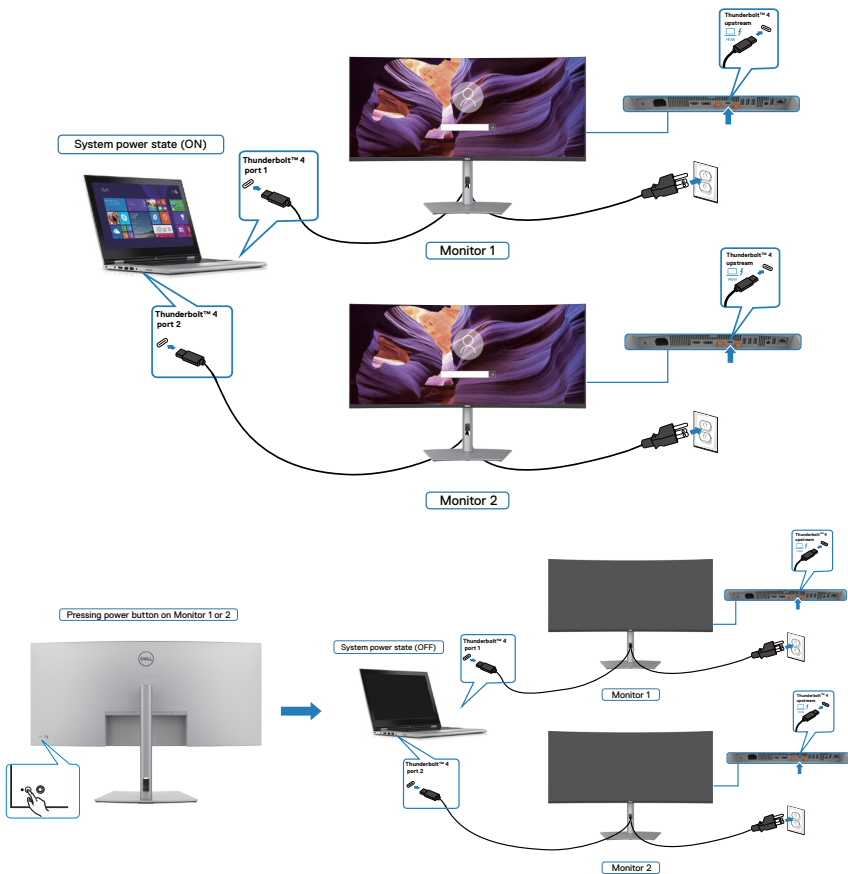 Thunderbolt™ 4
upstream
System power state (ON)
Thunderbolt™ 4
port 1
Monitor 1
Thunderbolt™ 4
upstream
Thunderbolt™ 4
port 2
Monitor 2
Thunderbolt™ 4
upstream
Pressing power button on Monitor 1 or 2
DELL
System power state (OFF)
Thunderbolt™ 4
port 1
Monitor 1
Thunderbolt™ 4
upstream
Thunderbolt™ 4
port 2
Monitor 2